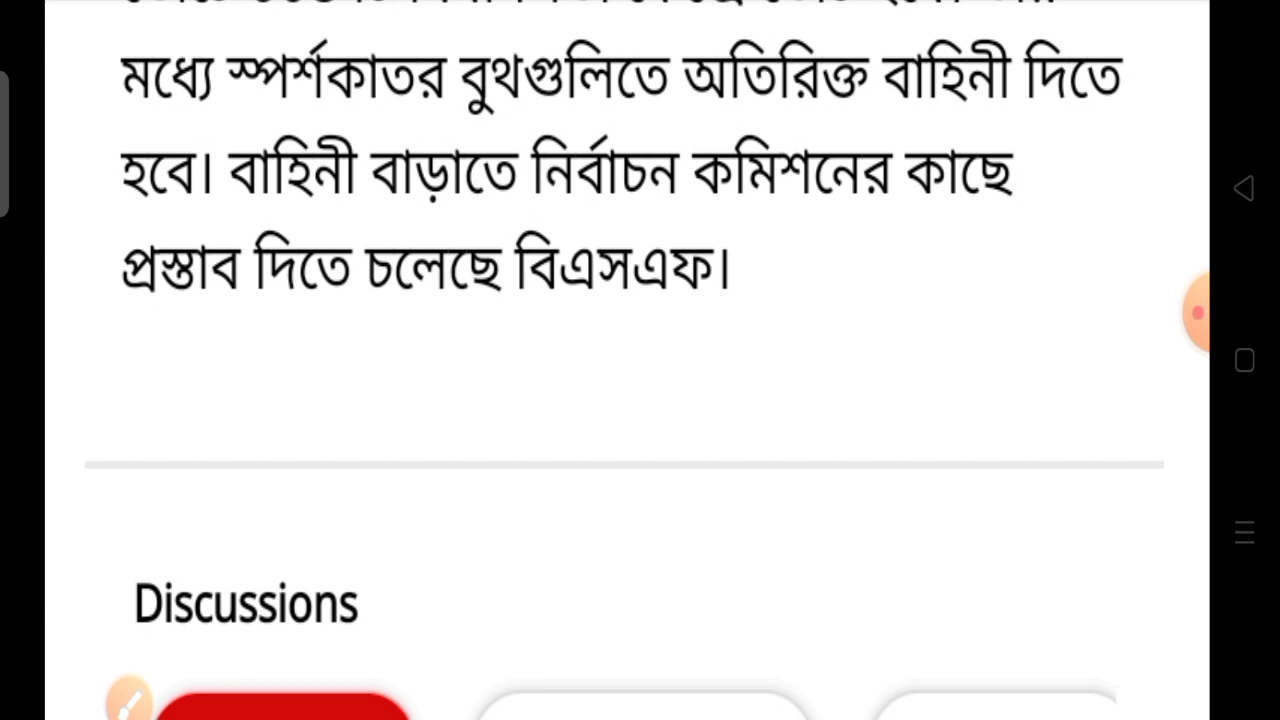 মধ্যে স্পর্শকাতর বুথগুলিতে অতিরিক্ত বাহিনী দিতে
হবে। বাহিনী বাড়াতে নির্বাচন কমিশনের কাছে
প্রস্তাব দিতে চলেছে বিএসএফ।
Discussions